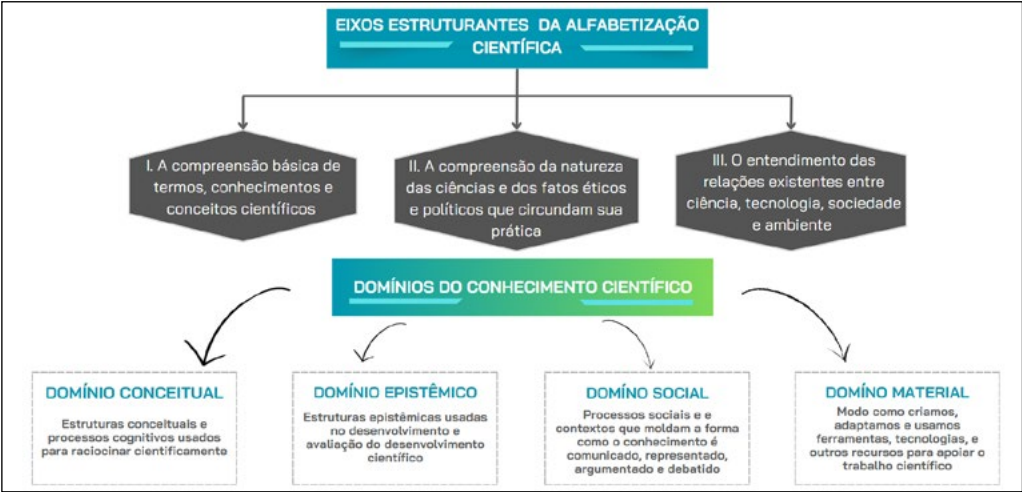 EIXOS ESTRUTURANTES DA ALFABETIZAÇÃO
CIENTÍFICA
I. A compreensão básica de
termos, conhecimentos e
conceitos científicos
II. A compreensão da natureza
das ciências e dos fatos éticos
e políticos que circundam sua
prática
III. O entendimento das
relações existentes entre
ciência, tecnologia, sociedade
e ambiente
DOMÍNIOS DO CONHECIMENTO CIENTÍFICO
DOMÍNIO CONCEITUAL
Estruturas conceituais e
processos cognitivos usados
para raciocinar cientificamente
DOMÍNIO EPISTÊMICO
Estruturas epistêmicas usadas
no desenvolvimento e
avaliação do desenvolvimento
científico
DOMÍNO SOCIAL
Processos sociais e e
contextos que moldam a forma
como o conhecimento é
comunicado, representado,
argumentado e debatido
DOMÍNO MATERIAL
Modo como criamos,
adaptamos e usamos
ferramentas, tecnologias, e
outros recursos para apoiar o
trabalho científico